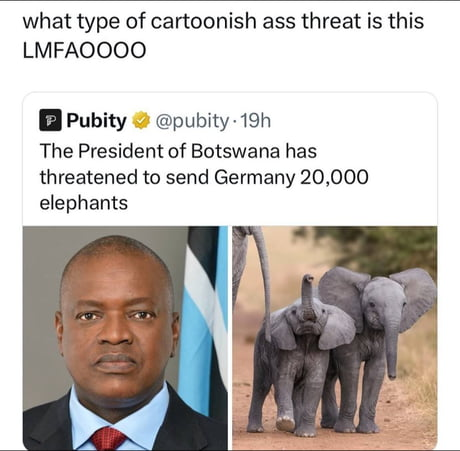 what type of cartoonish ass threat is this
LMFAOOOO
Pubity @pubity · 19h
The President of Botswana has
threatened to send Germany 20,000
elephants